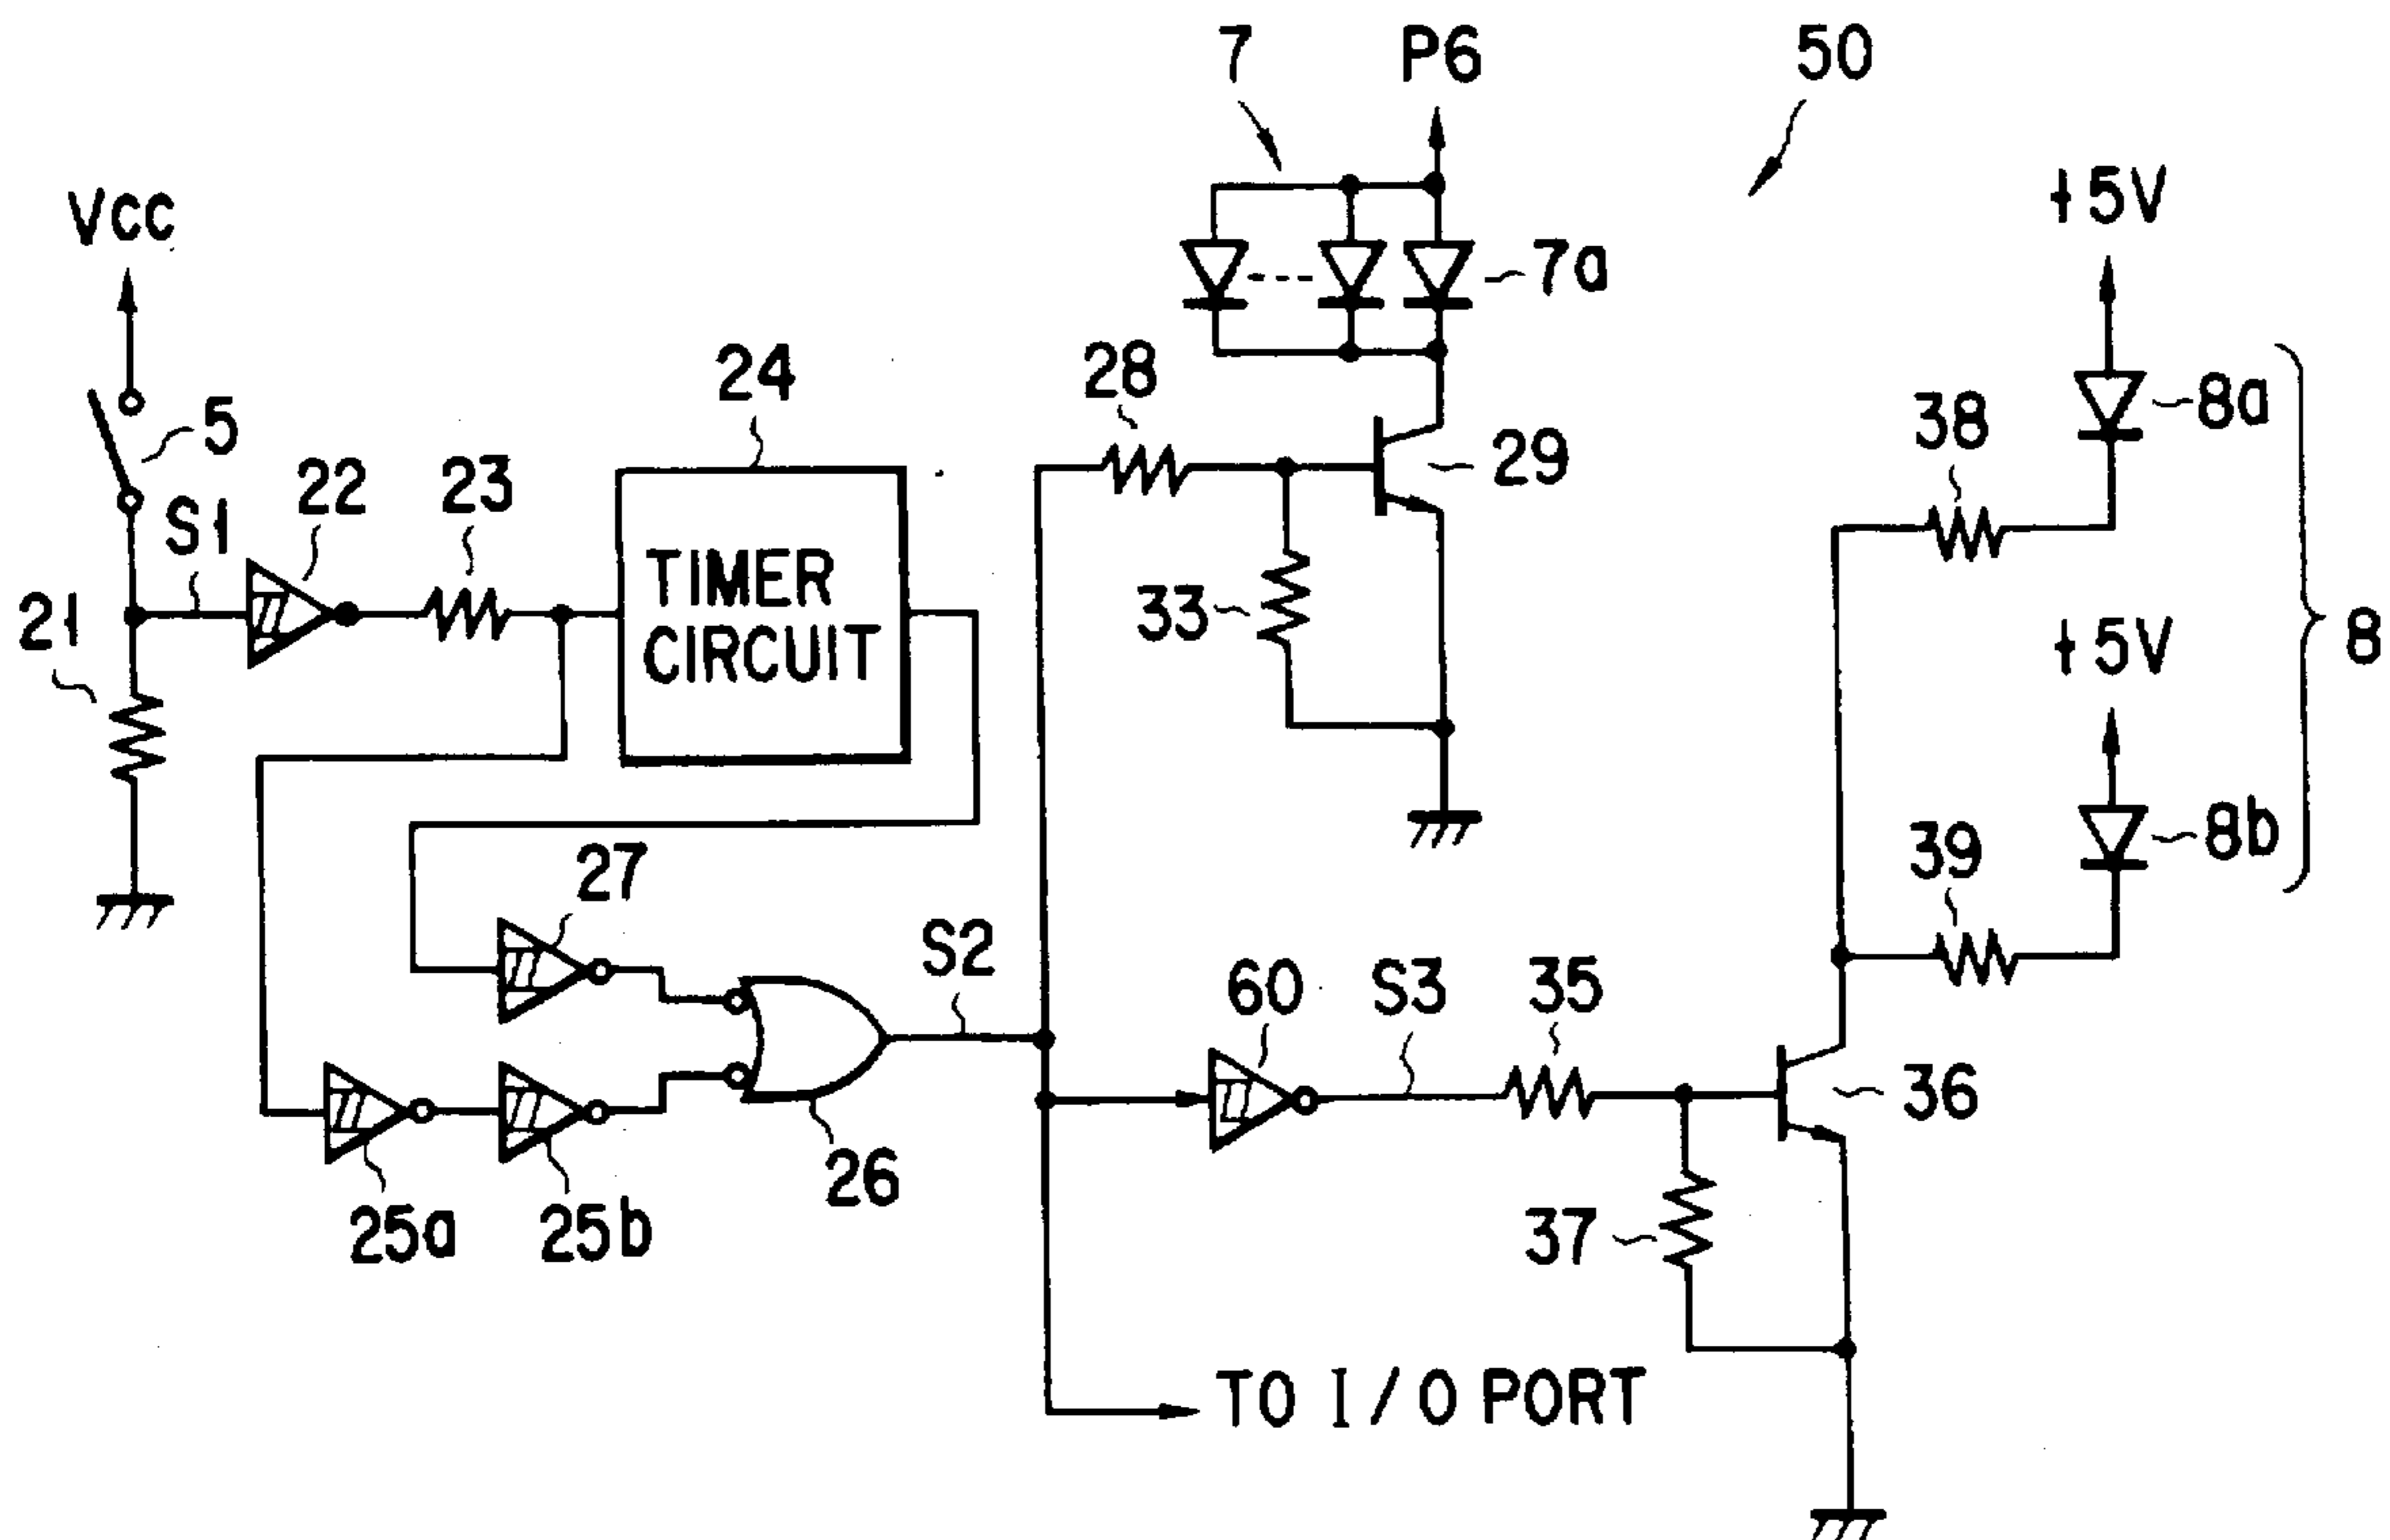 7
P6
50
VCC
+5V
7a
24
28
38
8a
5
29
S1
22
23
TIMER
CIRCUIT
21
33
+5V
8
27
39
8b
S2
60
S3
35
36
26
25a
25b
37
TO I/O PORT